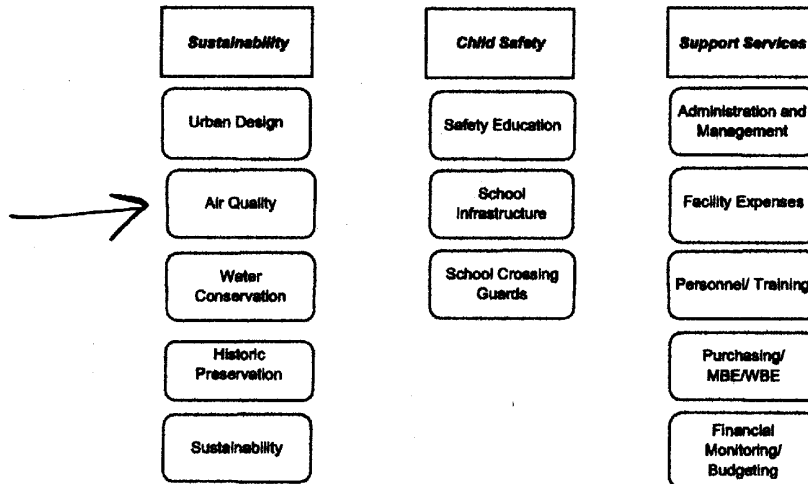 Sustainability
Urban Design
Air Quality
Water
Conservation
Historic
Preservation
Sustainability
Child Safety
Safety Education
School
Infrastructure
School Crossing
Guards
Support Services
Administration and
Management
Facility Expenses
Personnel/ Training
Purchasing/
MBE/WBE
Financial
Monitoring/
Budgeting